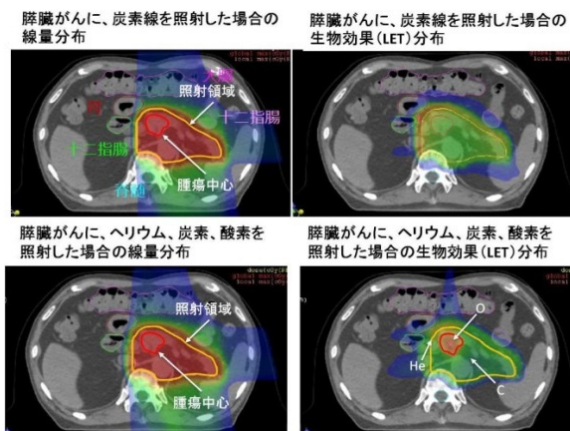 膵臓がんに、炭素線を照射した場合の
線量分布
大腸
照射領域
胃
十二指腸
十二指腸
脊髄
腫瘍中心
膵臓がんに、炭素線を照射した場合の
生物効果(LET)分布
膵臓がんに、ヘリウム、炭素、酸素を
照射した場合の線量分布
照射領域
腫瘍中心
膵臓がんに、ヘリウム、炭素、酸素を
照射した場合の生物効果(LET)分布
O
He
C